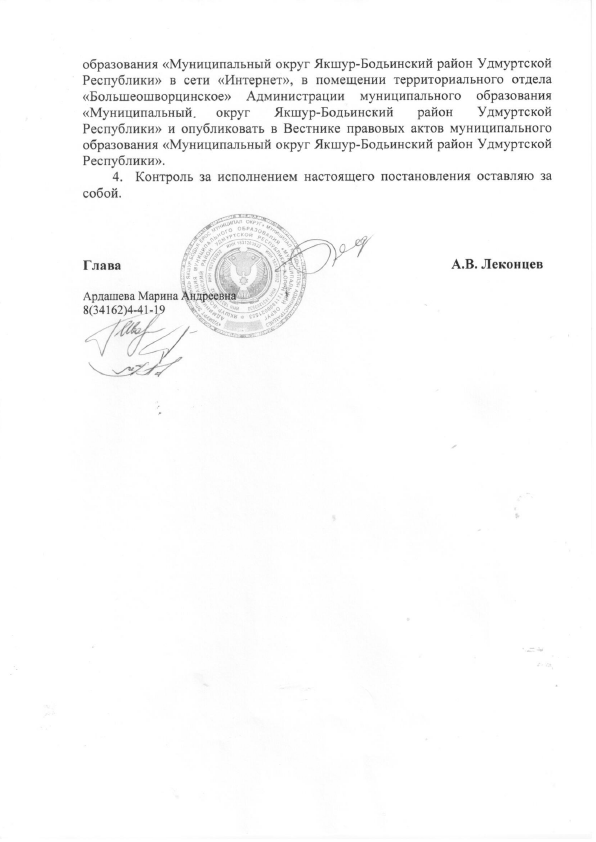 образования «Муниципальный округ Якшур-Бодьинский район Удмуртской
Республики» в сети «Интернет», в помещении территориального отдела
«Большеошворцинское» Администрации муниципального образования
«Муниципальный округ Якшур-Бодьинский район Удмуртской
Республики» и опубликовать в Вестнике правовых актов муниципального
образования «Муниципальный округ Якшур-Бодьинский район Удмуртской
Республики».
4. Контроль за исполнением настоящего постановления оставляю за
собой.
Глава А.В. Леконцев
Ардашева Марина Андреевна
8(34162)4-41-19